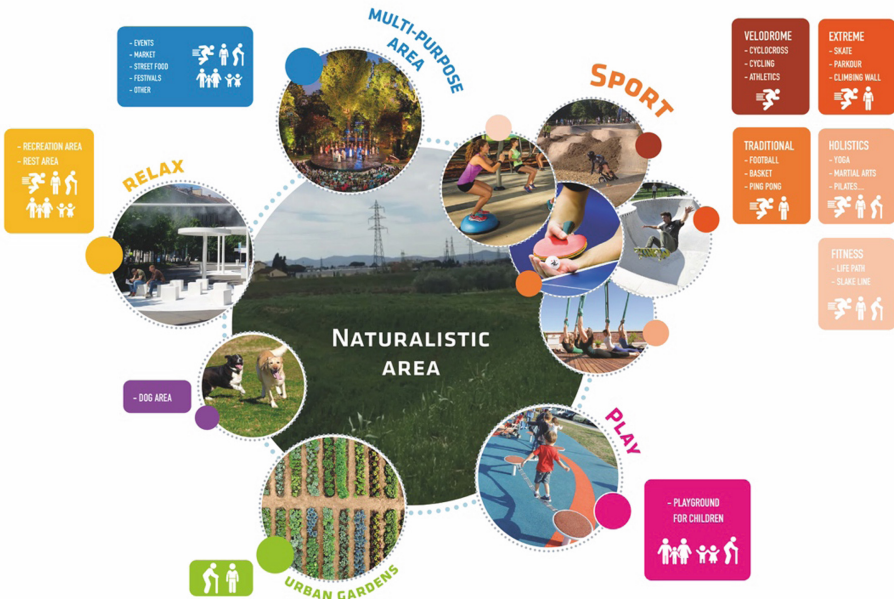 MULTI-PURPOSE
AREA
- EVENTS
- MARKET
- STREET FOOD
- FESTIVALS
- OTHER
SPORT
VELODROME
- CYCLOCROSS
- CYCLING
- ATHLETICS
EXTREME
- SKATE
- PARKOUR
- CLIMBING WALL
TRADITIONAL
- FOOTBALL
- BASKET
- PING PONG
HOLISTICS
- YOGA
- MARTIAL ARTS
- PILATES...
FITNESS
- LIFE PATH
- SLAKE LINE
RELAX
- RECREATION AREA
- REST AREA
NATURALISTIC
AREA
- DOG AREA
PLAY
- PLAYGROUND
FOR CHILDREN
URBAN GARDENS